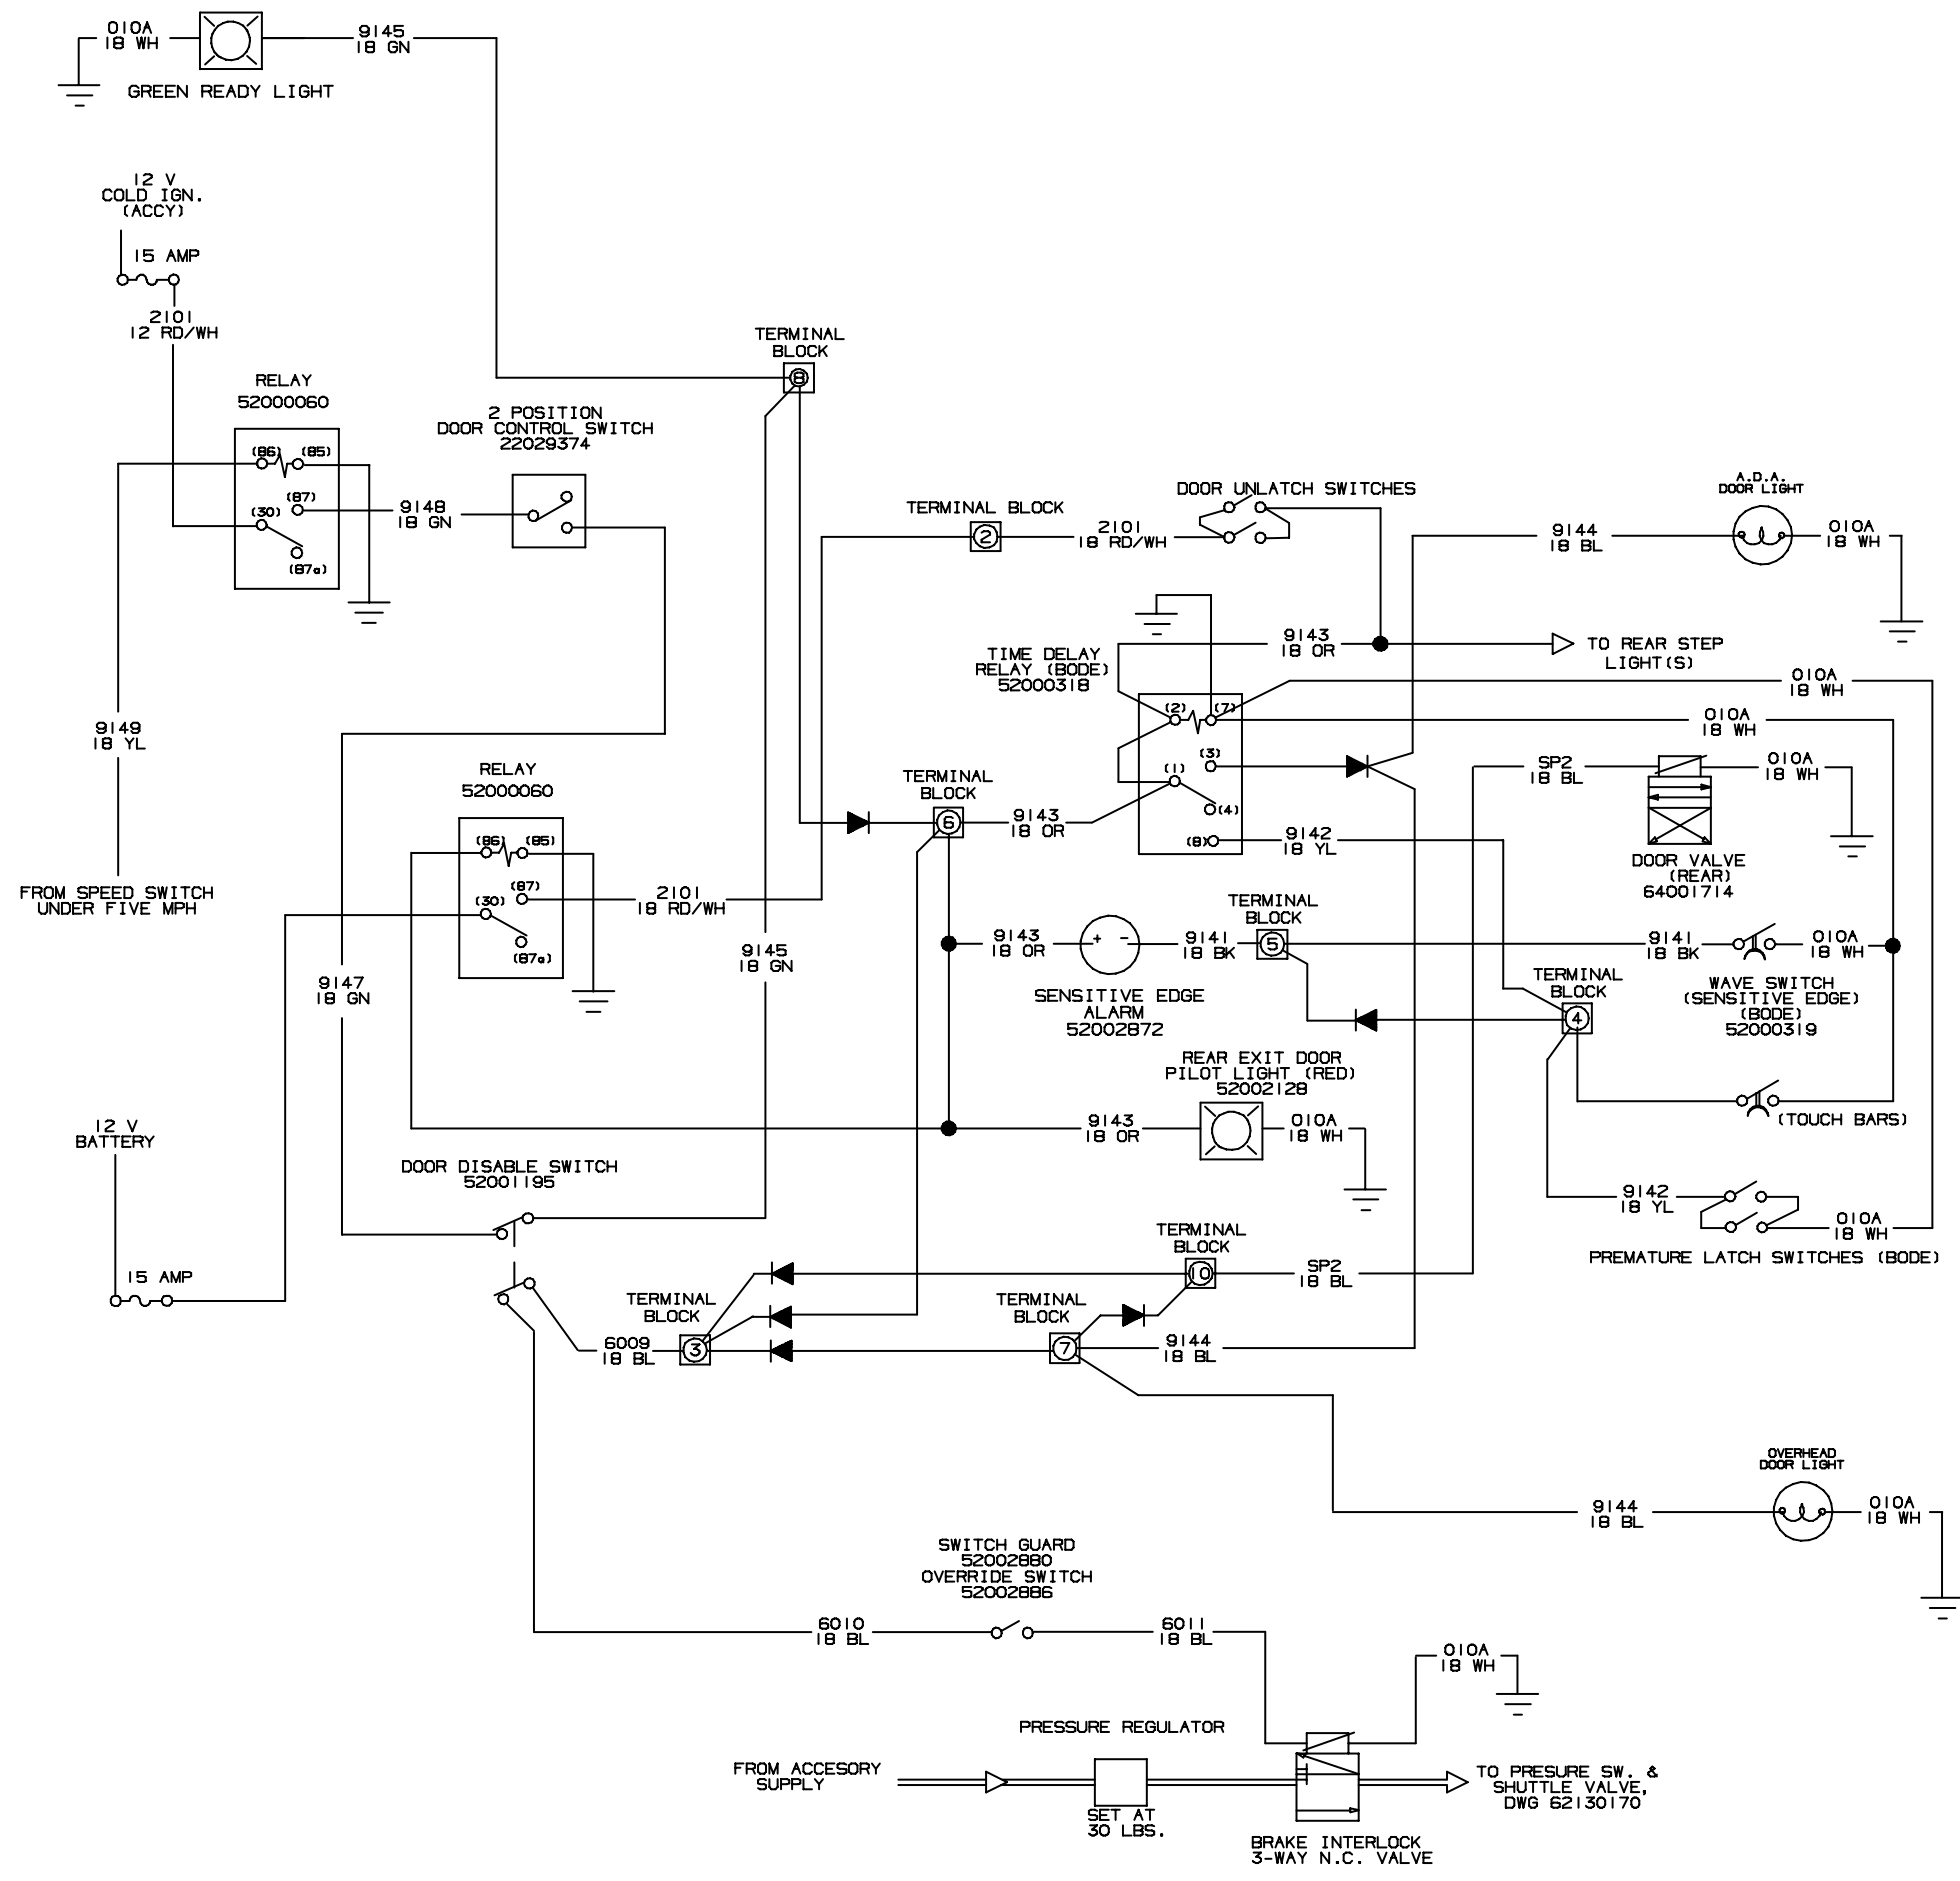 010A
18 WH
9145
18 GN
GREEN READY LIGHT
12 V
COLD IGN.
(ACCY)
15 AMP
2101
12 RD/WH
TERMINAL
BLOCK
8
RELAY
52000060
2 POSITION
DOOR CONTROL SWITCH
22029374
(86) (85)
(87)
(30)
(87a)
9148
18 GN
TERMINAL BLOCK
2
2101
18 RD/WH
DOOR UNLATCH SWITCHES
A.D.A.
DOOR LIGHT
9144
18 BL
010A
18 WH
9143
18 OR
TO REAR STEP
LIGHT(S)
TIME DELAY
RELAY (BODE)
52000318
010A
18 WH
(2) (7)
010A
18 WH
9149
18 YL
(3)
(1)
(4)
(8)
SP2
18 BL
010A
18 WH
RELAY
52000060
TERMINAL
BLOCK
6
9143
18 OR
9142
18 YL
DOOR VALVE
(REAR)
64001714
(86) (85)
(87)
(30)
(87a)
2101
18 RD/WH
FROM SPEED SWITCH
UNDER FIVE MPH
9145
18 GN
9143
18 OR
+ -
9141
18 BK
TERMINAL
BLOCK
5
9141
18 BK
010A
18 WH
9147
18 GN
SENSITIVE EDGE
ALARM
52002872
TERMINAL
BLOCK
4
WAVE SWITCH
(SENSITIVE EDGE)
(BODE)
52000319
REAR EXIT DOOR
PILOT LIGHT (RED)
52002128
9143
18 OR
010A
18 WH
(TOUCH BARS)
12 V
BATTERY
DOOR DISABLE SWITCH
52001195
9142
18 YL
010A
18 WH
PREMATURE LATCH SWITCHES (BODE)
15 AMP
TERMINAL
BLOCK
10
SP2
18 BL
TERMINAL
BLOCK
3
6009
18 BL
TERMINAL
BLOCK
7
9144
18 BL
OVERHEAD
DOOR LIGHT
9144
18 BL
010A
18 WH
SWITCH GUARD
52002880
OVERRIDE SWITCH
52002886
6010
18 BL
6011
18 BL
010A
18 WH
PRESSURE REGULATOR
FROM ACCESORY
SUPPLY
SET AT
30 LBS.
TO PRESURE SW. &
SHUTTLE VALVE,
DWG 62130170
BRAKE INTERLOCK
3-WAY N.C. VALVE